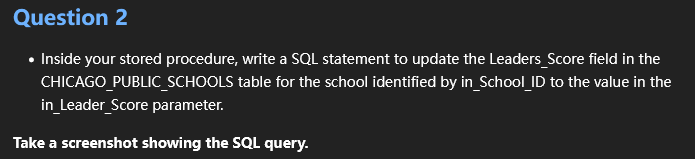 Question 2
• Inside your stored procedure, write a SQL statement to update the Leaders_Score field in the
CHICAGO_PUBLIC_SCHOOLS table for the school identified by in_School_ID to the value in the
in_Leader_Score parameter.
Take a screenshot showing the SQL query.